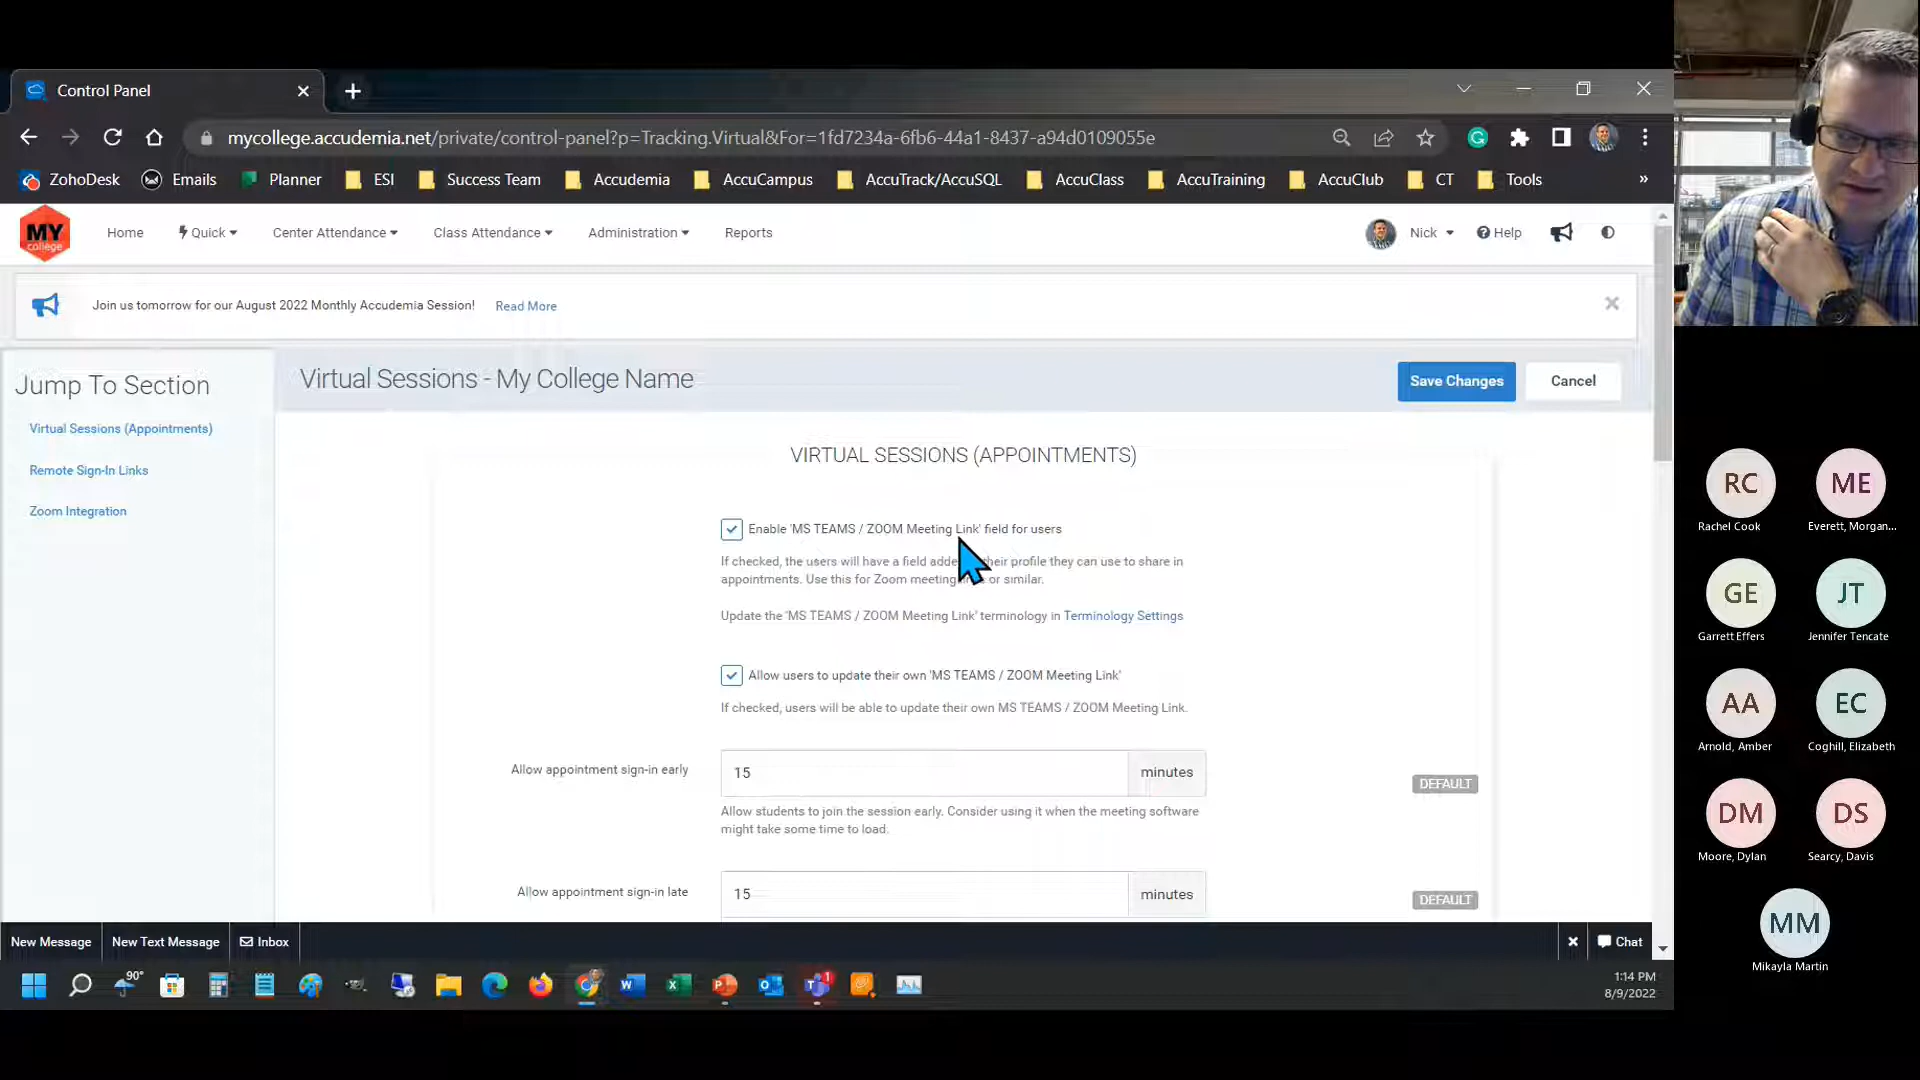 Control Panel
mycollege.accudemia.net/private/control-panel?p=Tracking.Virtual&For=1fd7234a-6fb6-44a1-8437-a94d0109055e
ZohoDesk Emails Planner ESI Success Team Accudemia AccuCampus AccuTrack/AccuSQL AccuClass AccuTraining AccuClub CT Tools »
MY college Home Quick Center Attendance Class Attendance Administration Reports Nick Help
Join us tomorrow for our August 2022 Monthly Accudemia Session! Read More
Jump To Section
Virtual Sessions (Appointments)
Remote Sign-In Links
Zoom Integration
Virtual Sessions - My College Name
Save Changes Cancel
VIRTUAL SESSIONS (APPOINTMENTS)
Enable 'MS TEAMS / ZOOM Meeting Link' field for users
If checked, the users will have a field their profile they can use to share in
appointments. Use this for Zoom meeting or similar.
Update the 'MS TEAMS / ZOOM Meeting Link' terminology in Terminology Settings
Allow users to update their own 'MS TEAMS / ZOOM Meeting Link'
If checked, users will be able to update their own MS TEAMS / ZOOM Meeting Link.
Allow appointment sign-in early 15 minutes DEFAULT
Allow students to join the session early. Consider using it when the meeting software
might take some time to load.
Allow appointment sign-in late 15 minutes DEFAULT
New Message New Text Message Inbox Chat
90° 1
1:14 PM
8/9/2022
RC ME
Rachel Cook Everett, Morgan...
GE JT
Garrett Effers Jennifer Tencate
AA EC
Arnold, Amber Coghill, Elizabeth
DM DS
Moore, Dylan Searcy, Davis
MM
Mikayla Martin